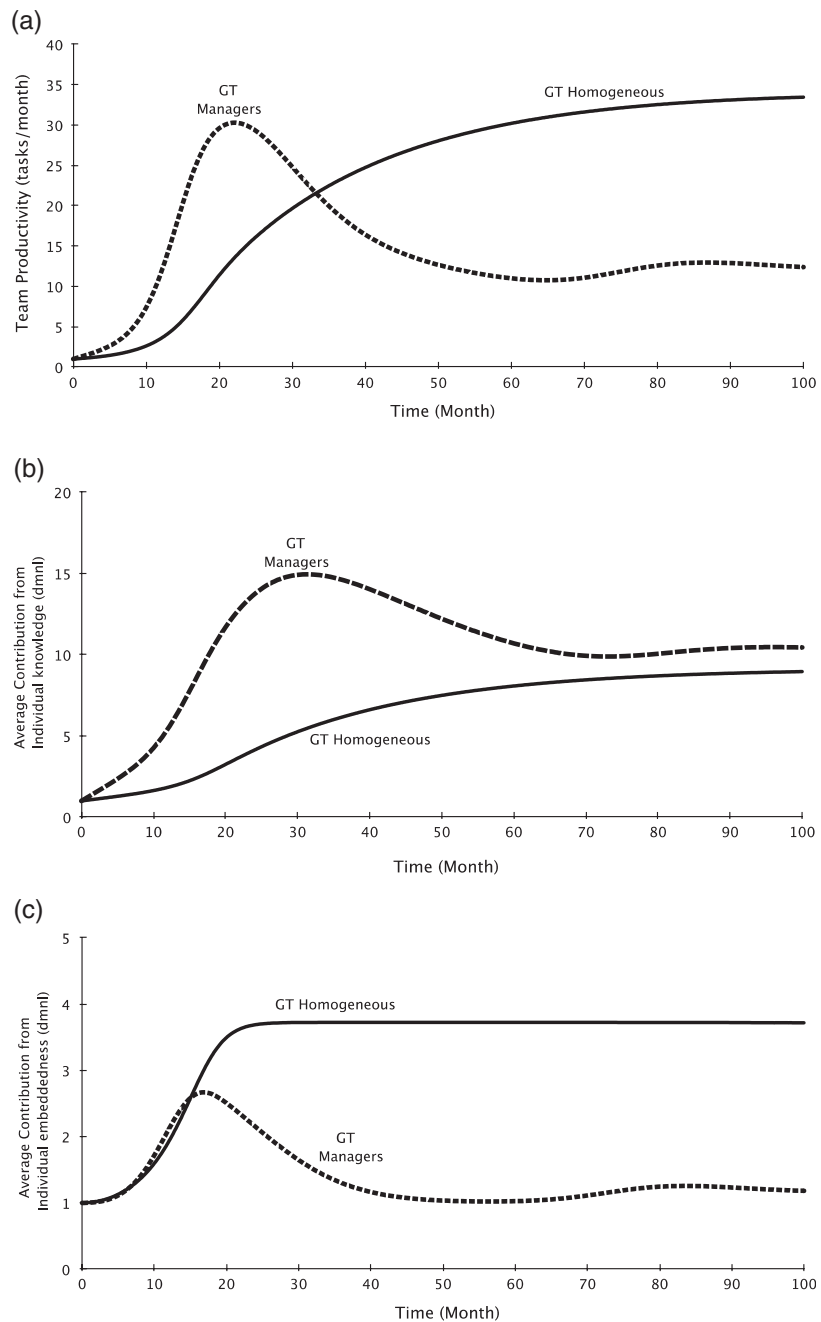 (a)
Team Productivity (tasks/month)
40
35
30
25
20
15
10
5
0
GT
Managers
GT Homogeneous
0 10 20 30 40 50 60 70 80 90 100
Time (Month)
(b)
Average Contribution from
Individual knowledge (dmnl)
20
15
10
5
0
GT
Managers
GT Homogeneous
0 10 20 30 40 50 60 70 80 90 100
Time (Month)
(c)
Average Contribution from
Individual embeddedness (dmnl)
5
4
3
2
1
0
GT Homogeneous
GT
Managers
0 10 20 30 40 50 60 70 80 90 100
Time (Month)